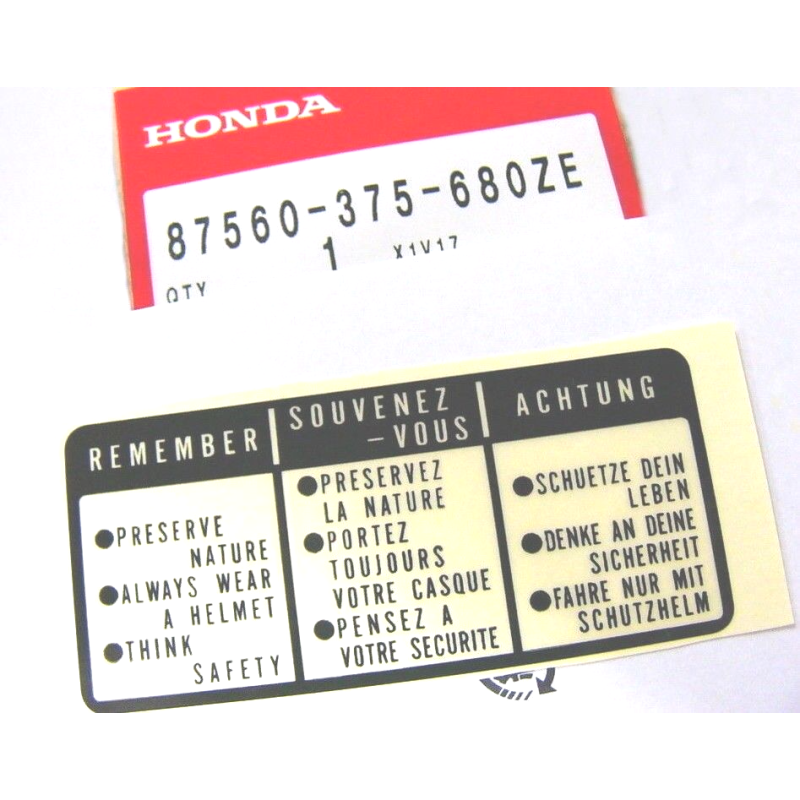 HONDA
87560-375-680ZE
1 X1V17
QTY
REMEMBER
●PRESERVE
NATURE
●ALWAYS WEAR
A HELMET
●THINK
SAFETY
SOUVENEZ
-VOUS
●PRESERVEZ
LA NATURE
●PORTEZ
TOUJOURS
VOTRE CASQUE
●PENSEZ A
VOTRE SECURITE
ACHTUNG
●SCHUETZE DEIN
LEBEN
●DENKE AN DEINE
SICHERHEIT
●FAHRE NUR MIT
SCHUTZHELM